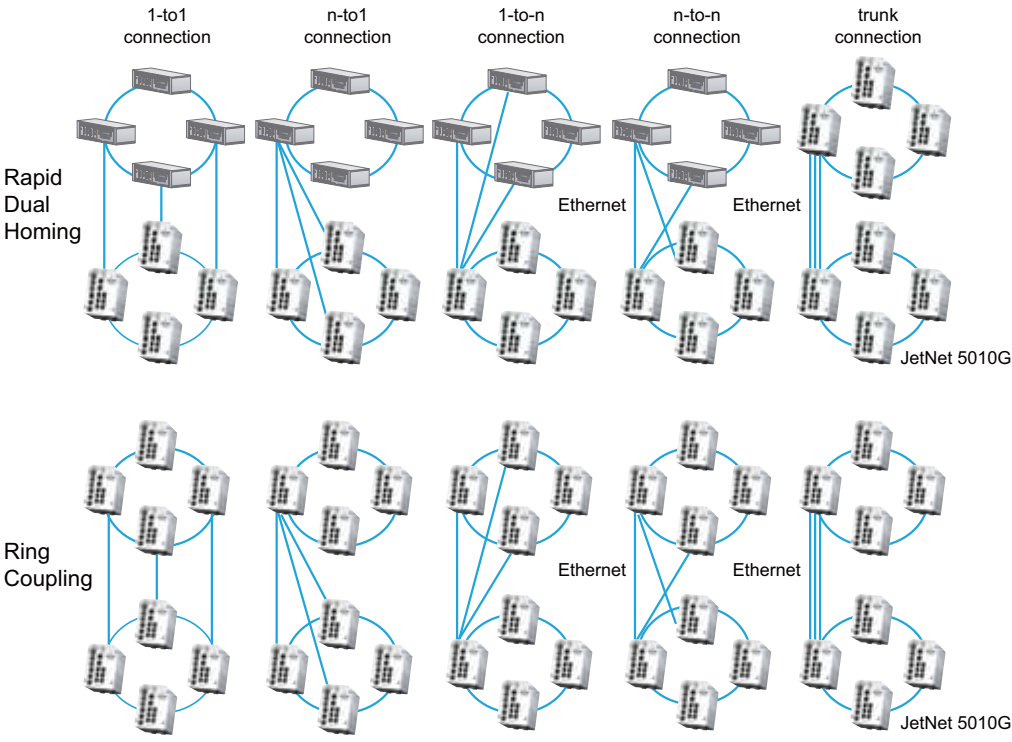 1-to1
connection
n-to1
connection
1-to-n
connection
n-to-n
connection
trunk
connection
Rapid
Dual
Homing
Ethernet
Ethernet
JetNet 5010G
Ring
Coupling
Ethernet
Ethernet
JetNet 5010G